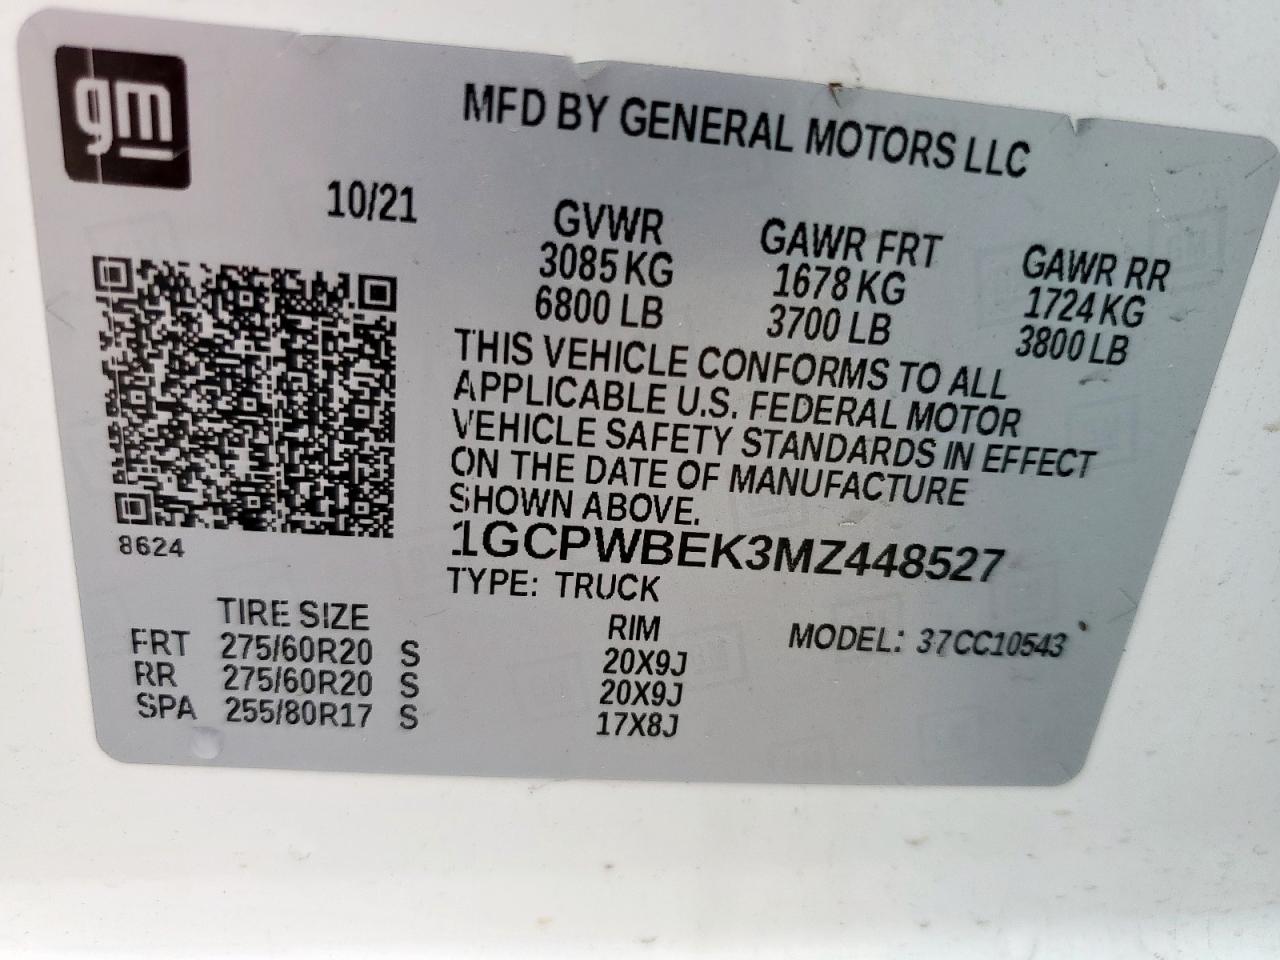 gm
MFD BY GENERAL MOTORS LLC
10/21
GVWR GAWR FRT GAWR RR
3085 KG 1678 KG 1724 KG
6800 LB 3700 LB 3800 LB
THIS VEHICLE CONFORMS TO ALL
APPLICABLE U.S. FEDERAL MOTOR
VEHICLE SAFETY STANDARDS IN EFFECT
ON THE DATE OF MANUFACTURE
SHOWN ABOVE.
8624
1GCPWBEK3MZ448527
TYPE: TRUCK
TIRE SIZE RIM MODEL: 37CC10543
FRT 275/60R20 S 20X9J
RR 275/60R20 S 20X9J
SPA 255/80R17 S 17X8J